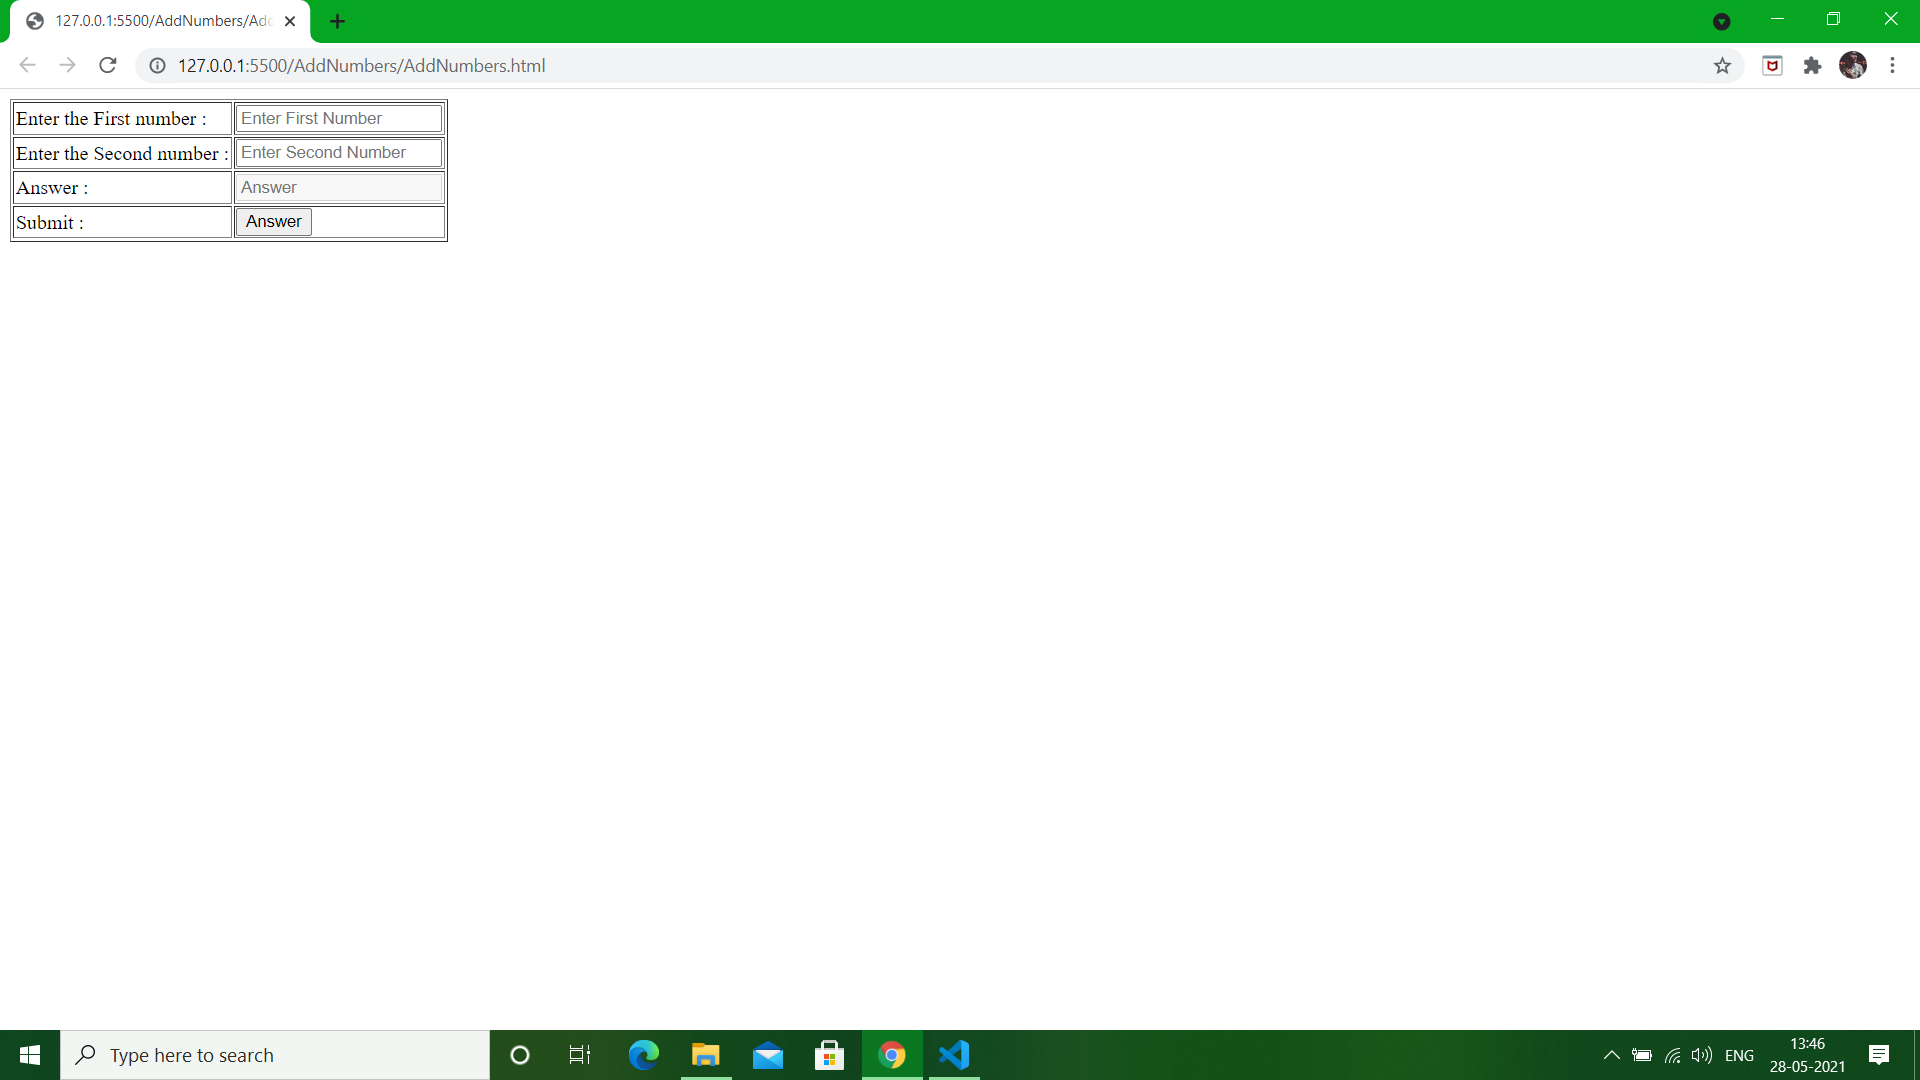 127.0.0.1:5500/AddNumbers/Add
127.0.0.1:5500/AddNumbers/AddNumbers.html
Enter the First number : Enter First Number
Enter the Second number : Enter Second Number
Answer : Answer
Submit : Answer
Type here to search
ENG
13:46
28-05-2021